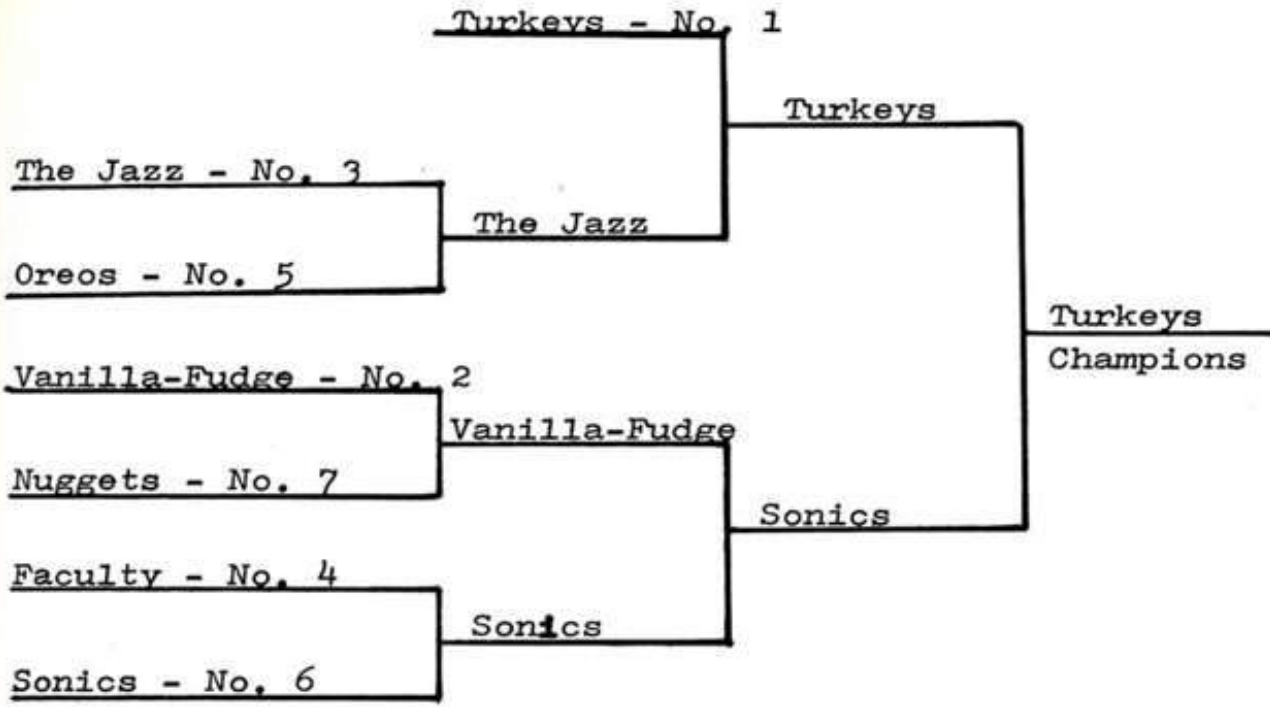 Turkeys - No. 1
Turkeys
The Jazz - No. 3
The Jazz
Oreos - No. 5
Turkeys
Champions
Vanilla-Fudge - No. 2
Vanilla-Fudge
Nuggets - No. 7
Sonics
Faculty - No. 4
Sonics
Sonics - No. 6